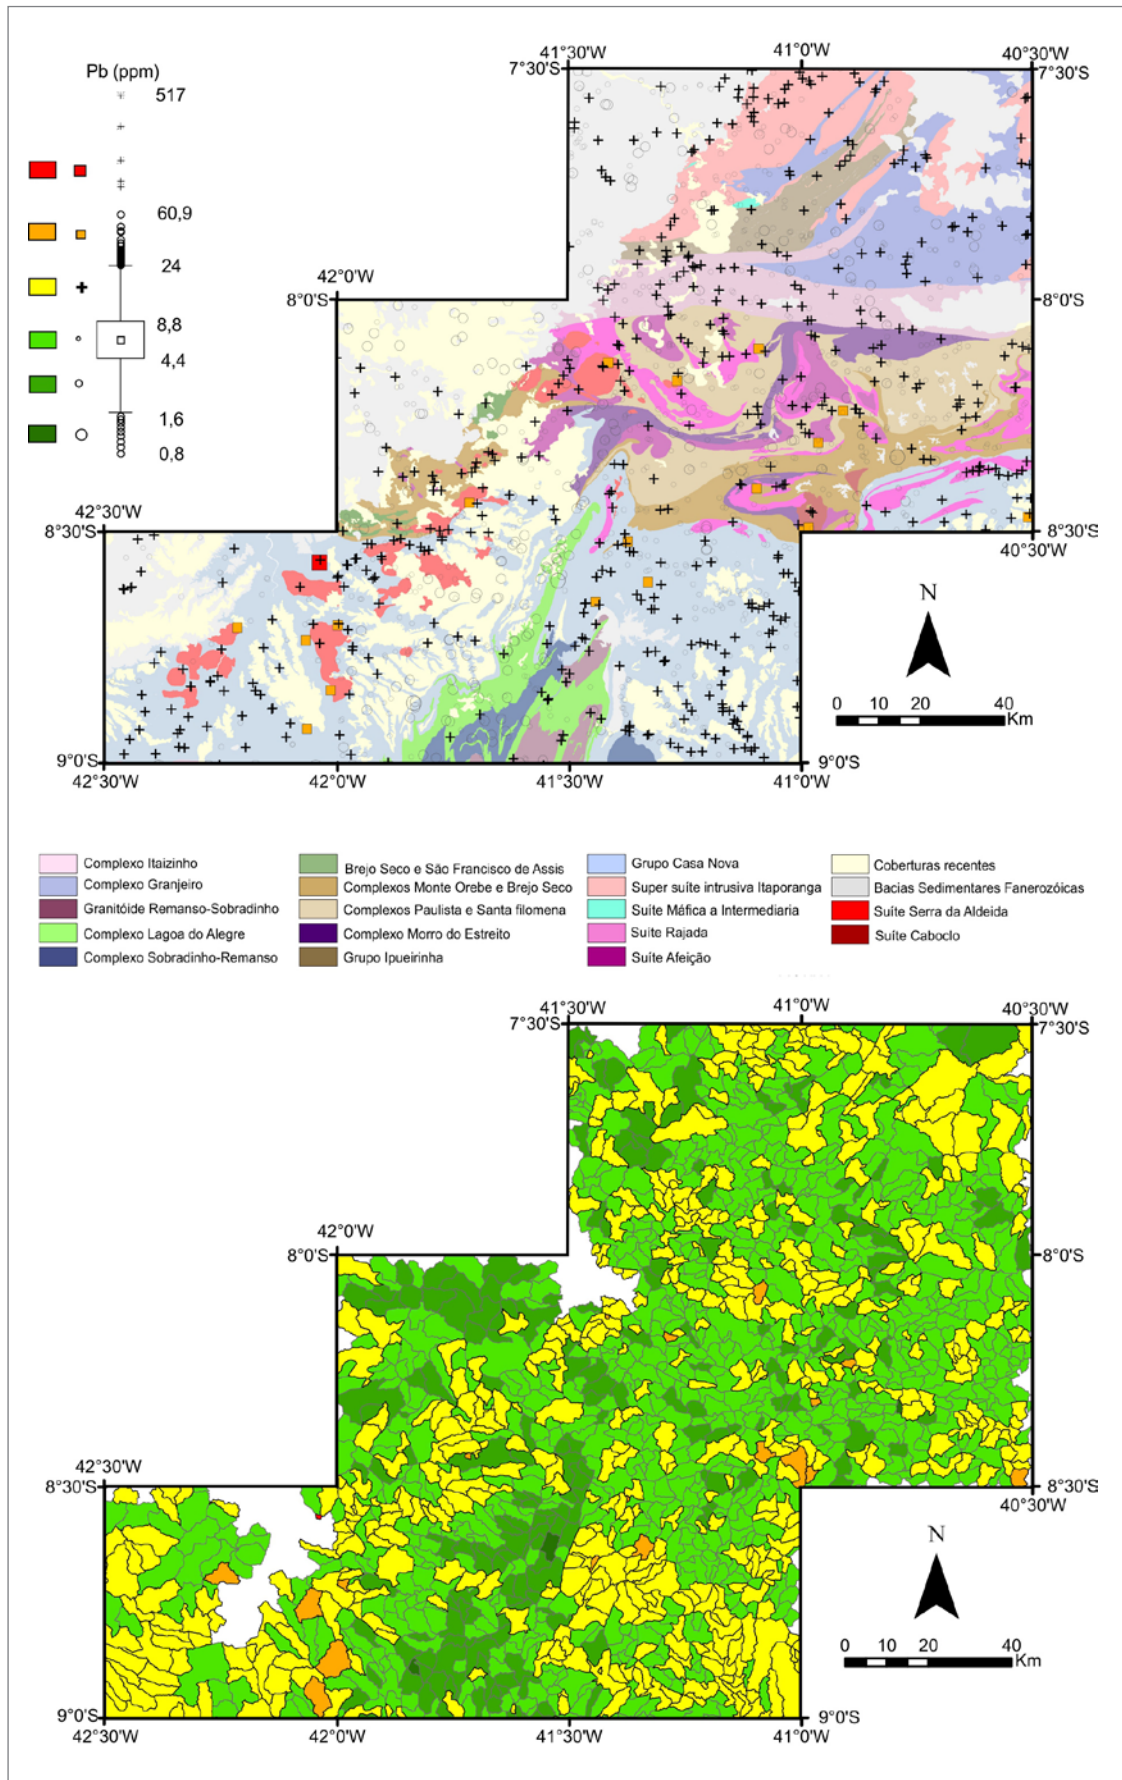 Pb (ppm)
517
60,9
24
8,8
4,4
1,6
0,8
41°30'W
41°0'W
40°30'W
7°30'S
7°30'S
42°0'W
8°0'S
8°0'S
42°30'W
8°30'S
8°30'S
40°30'W
N
0 10 20 40
Km
9°0'S
9°0'S
42°30'W
42°0'W
41°30'W
41°0'W
Complexo Itaizinho
Complexo Granjeiro
Granitóide Remanso-Sobradinho
Complexo Lagoa do Alegre
Complexo Sobradinho-Remanso
Brejo Seco e São Francisco de Assis
Complexos Monte Orebe e Brejo Seco
Complexos Paulista e Santa filomena
Complexo Morro do Estreito
Grupo Ipueirinha
Grupo Casa Nova
Super suíte intrusiva Itaporanga
Suíte Máfica a Intermediaria
Suíte Rajada
Suíte Afeição
Coberturas recentes
Bacias Sedimentares Fanerozóicas
Suíte Serra da Aldeida
Suíte Caboclo
41°30'W
41°0'W
40°30'W
7°30'S
7°30'S
42°0'W
8°0'S
8°0'S
42°30'W
8°30'S
8°30'S
40°30'W
N
0 10 20 40
Km
9°0'S
9°0'S
42°30'W
42°0'W
41°30'W
41°0'W